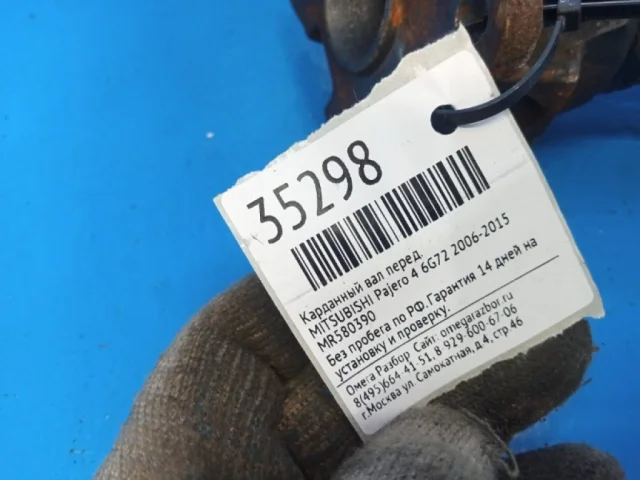 35298
Карданный вал перед.
MITSUBISHI Pajero 4 6G72 2006-2015
MR580390
Без пробега по РФ.Гарантия 14 дней на
установку и проверку.
Омега Разбор Сайт: omegarazbor.ru
8(495)664-41-51, 8-929-600-67-06
г.Москва ул. Самокатная, д 4, стр 46